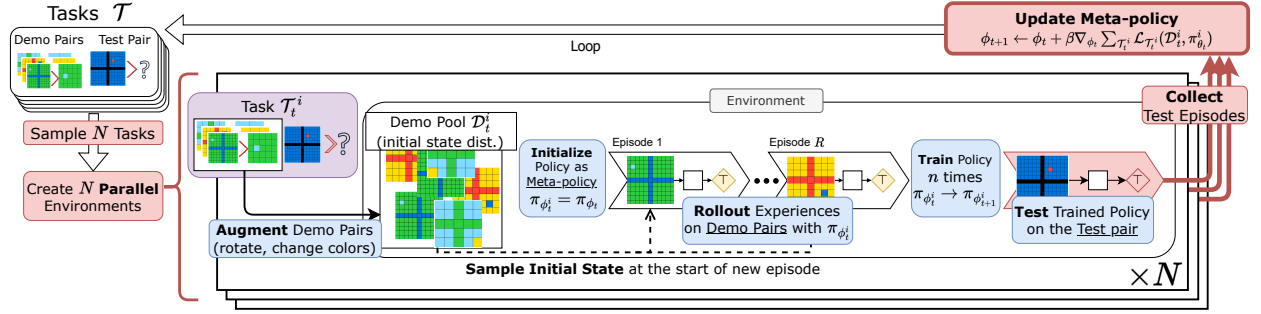 Tasks 𝒯
Demo Pairs
Test Pair
?
Sample N Tasks
Create N Parallel
Environments
Loop
Update Meta-policy
ϕ_{t+1} ← ϕ_t + β∇_{ϕ_t} ∑_{𝒯_t^i} ℒ_{𝒯_t^i}(𝒟_t^i, π_{θ_t}^i)
Task 𝒯_t^i
?
Augment Demo Pairs
(rotate, change colors)
Environment
Demo Pool 𝒟_t^i
(initial state dist.)
Initialize
Policy as
Meta-policy
π_{ϕ_t^i} = π_{ϕ_t}
Episode 1
⊤
Episode R
⊤
Rollout Experiences
on Demo Pairs with π_{ϕ_t^i}
Train Policy
n times
π_{ϕ_t^i} → π_{ϕ_{t+1}^i}
⊤
Test Trained Policy
on the Test pair
Collect
Test Episodes
Sample Initial State at the start of new episode
×N